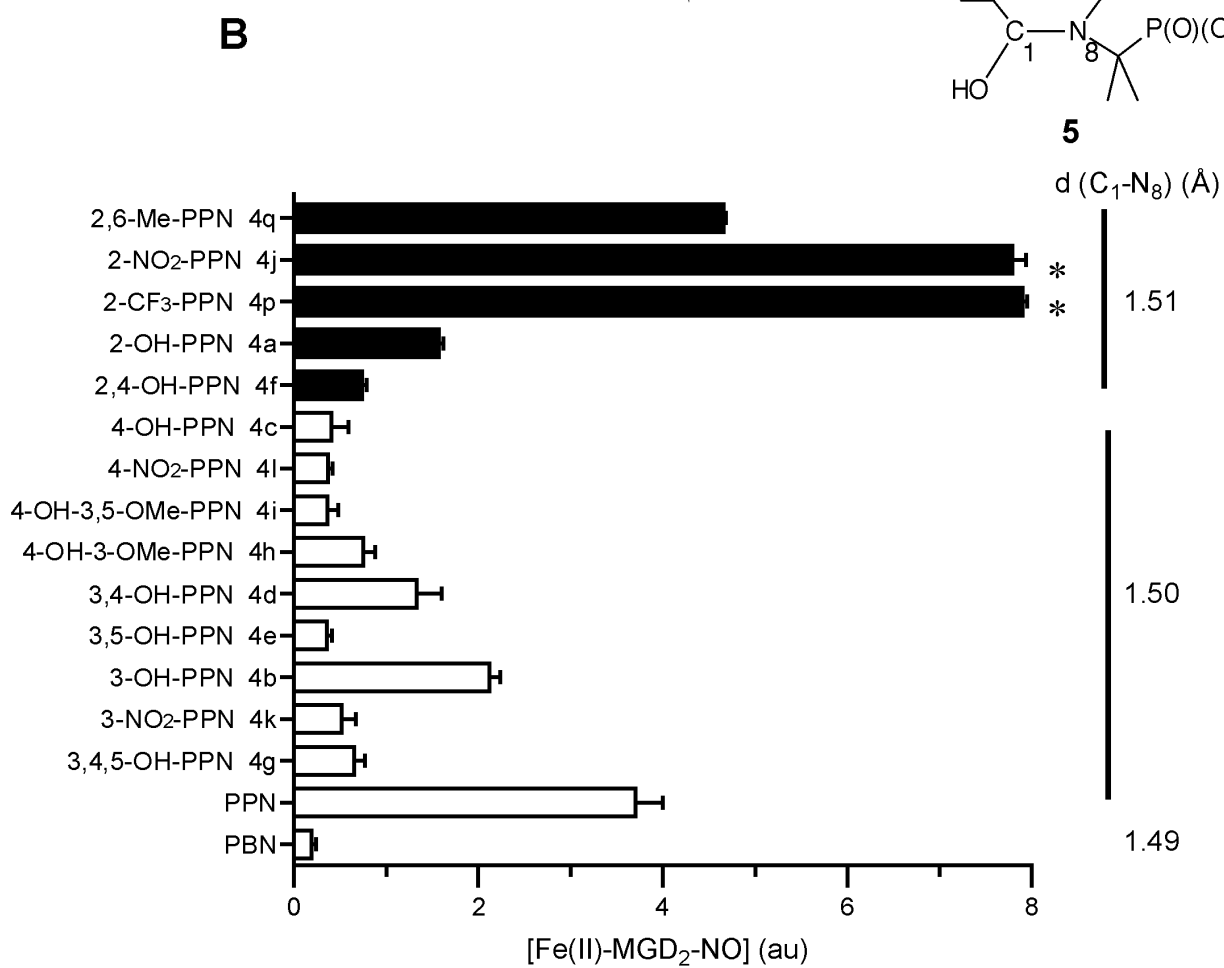 B
C1 N8 P(O)(O
HO
5
d (C1-N8) (Å)
2,6-Me-PPN 4q
2-NO2-PPN 4j *
2-CF3-PPN 4p * 1.51
2-OH-PPN 4a
2,4-OH-PPN 4f
4-OH-PPN 4c
4-NO2-PPN 4l
4-OH-3,5-OMe-PPN 4i
4-OH-3-OMe-PPN 4h
3,4-OH-PPN 4d 1.50
3,5-OH-PPN 4e
3-OH-PPN 4b
3-NO2-PPN 4k
3,4,5-OH-PPN 4g
PPN
PBN 1.49
0 2 4 6 8
[Fe(II)-MGD2-NO] (au)